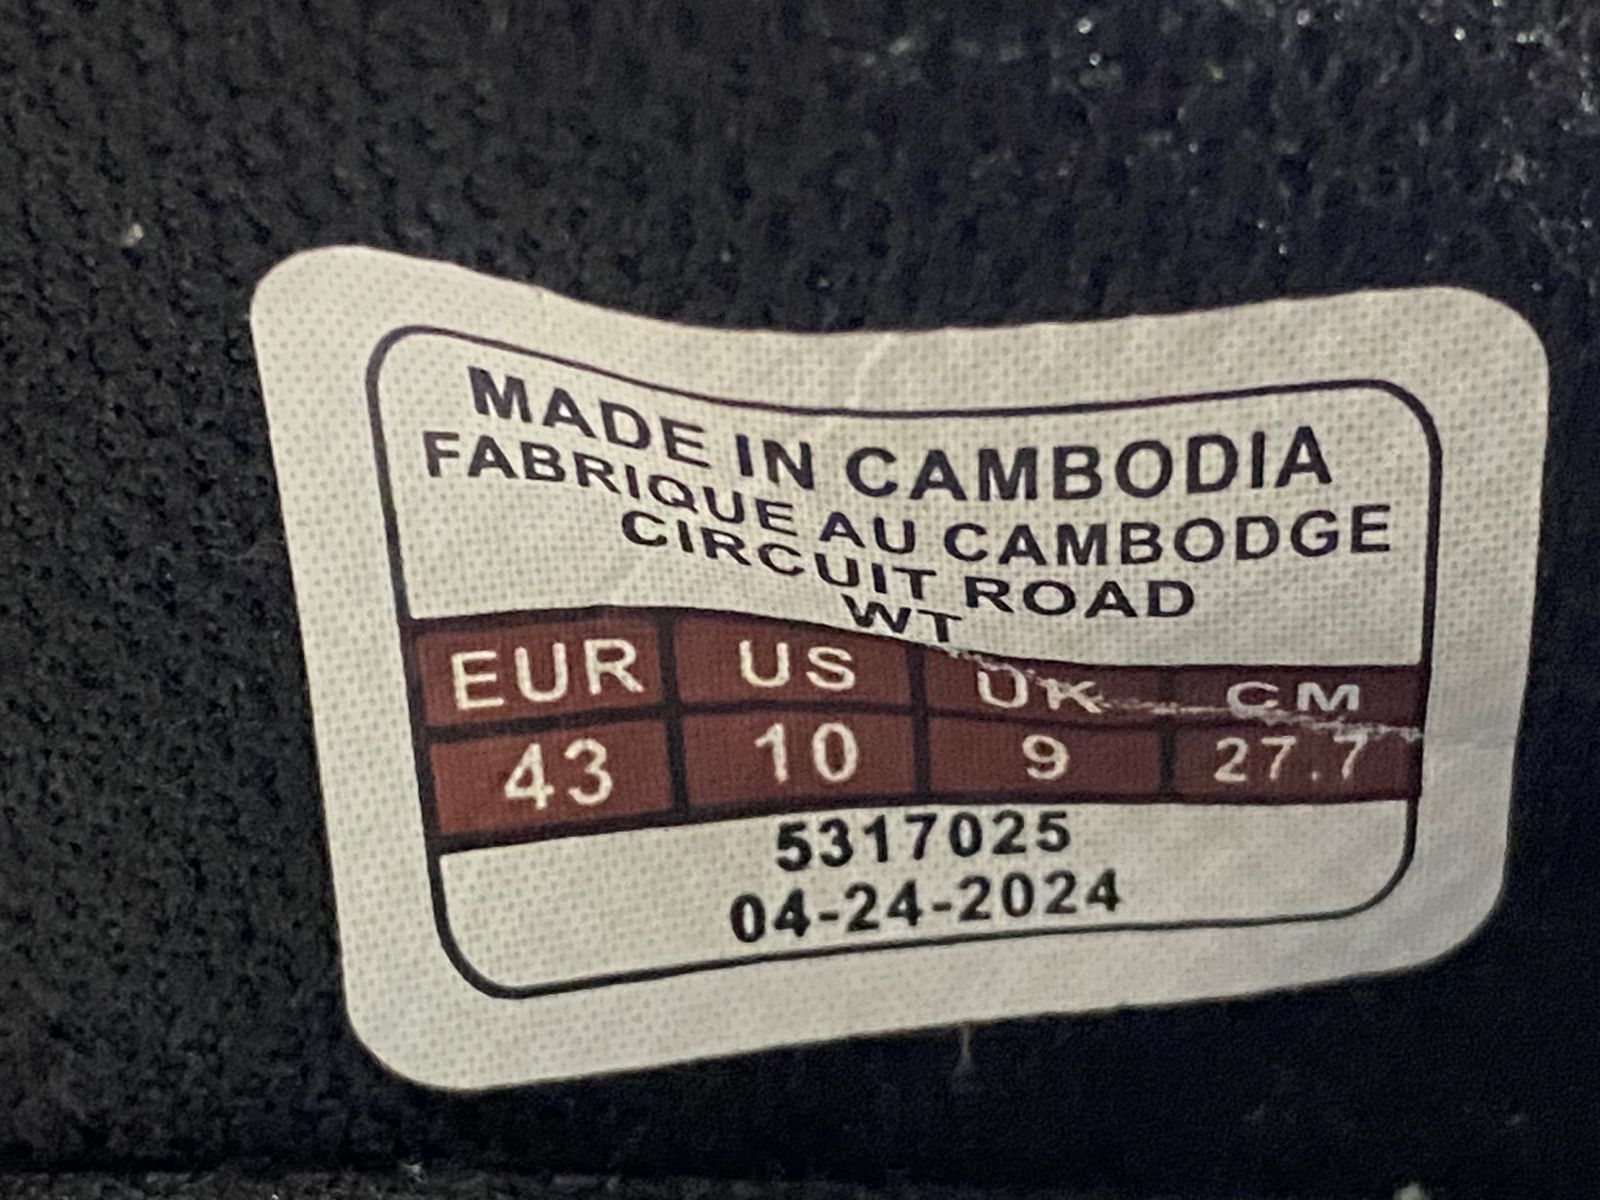 MADE IN CAMBODIA
FABRIQUE AU CAMBODGE
CIRCUIT ROAD
WT
EUR US UK CM
43 10 9 27.7
5317025
04-24-2024